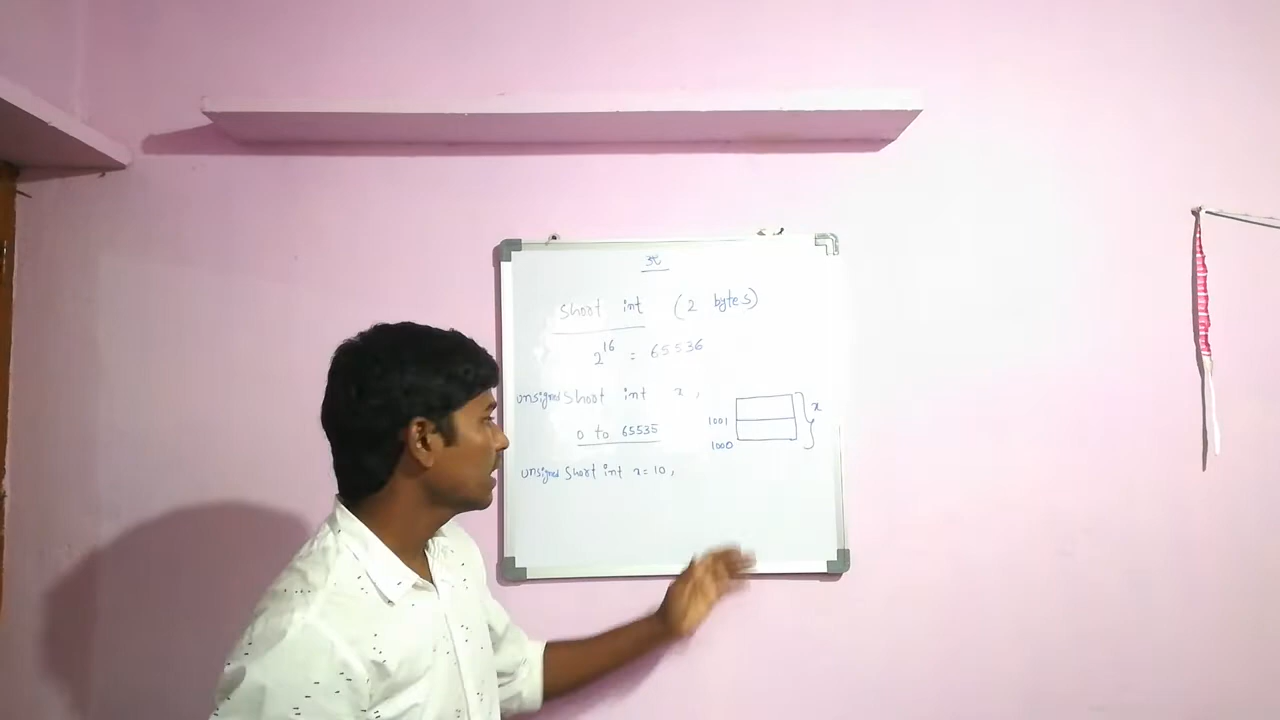 38
short int (2 bytes)
2^16 = 65536
unsigned short int x,
0 to 65535
1001
1000
x
unsigned short int x=10,